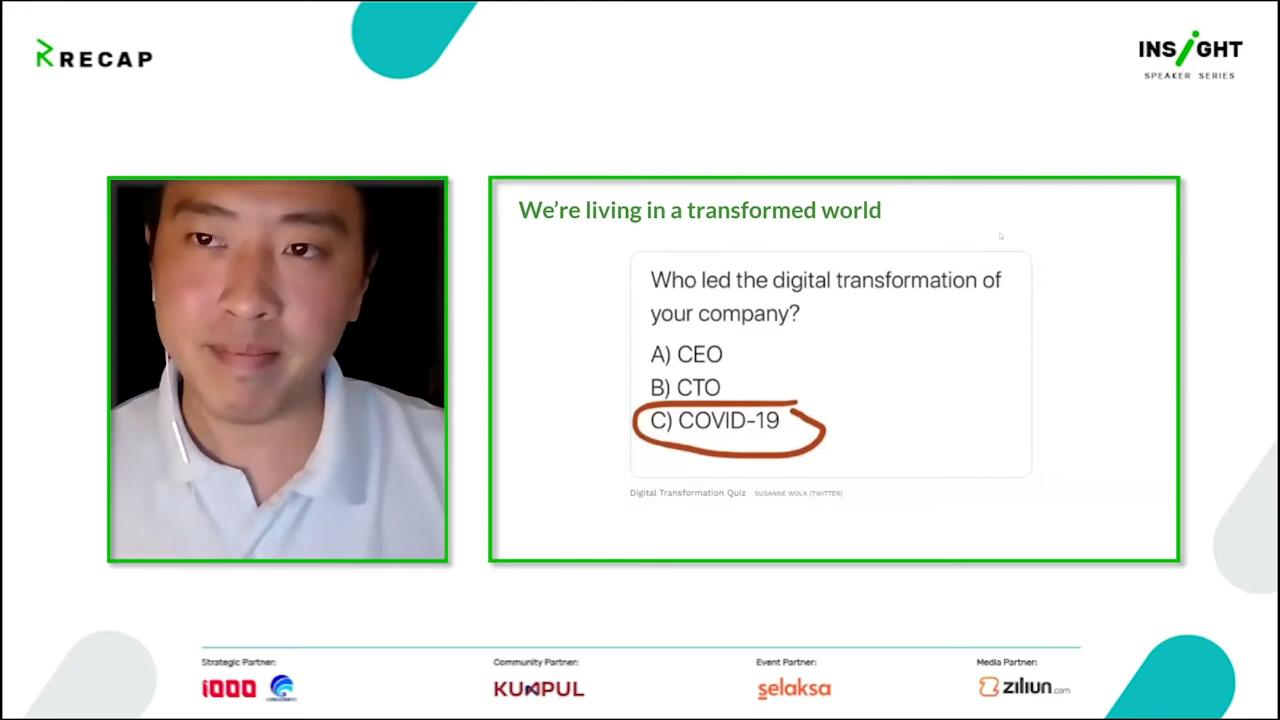 RECAP
INSIGHT
SPEAKER SERIES
We're living in a transformed world
Who led the digital transformation of
your company?
A) CEO
B) CTO
C) COVID-19
Digital Transformation Quiz SUSANNE WOLK (TWITTER)
Strategic Partner:
1000
Community Partner:
KUMPUL
Event Partner:
selaksa
Media Partner:
ziliun.com